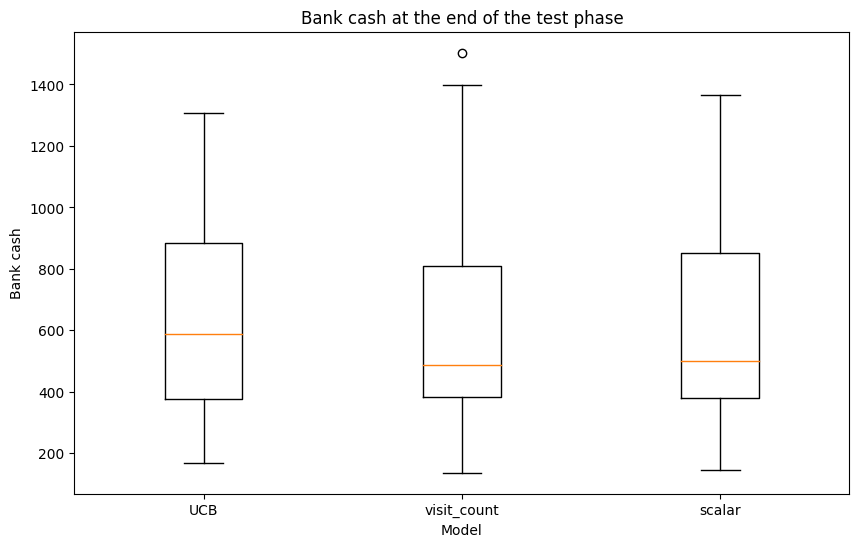 Bank cash at the end of the test phase
1400
1200
1000
800
600
400
200
Bank cash
UCB visit_count scalar
Model